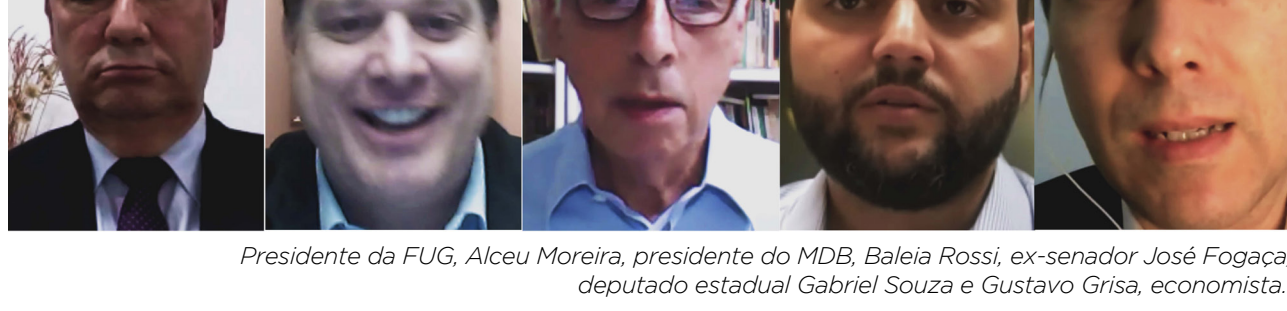 Presidente da FUG, Alceu Moreira, presidente do MDB, Baleia Rossi, ex-senador José Fogaça,
deputado estadual Gabriel Souza e Gustavo Grisa, economista.